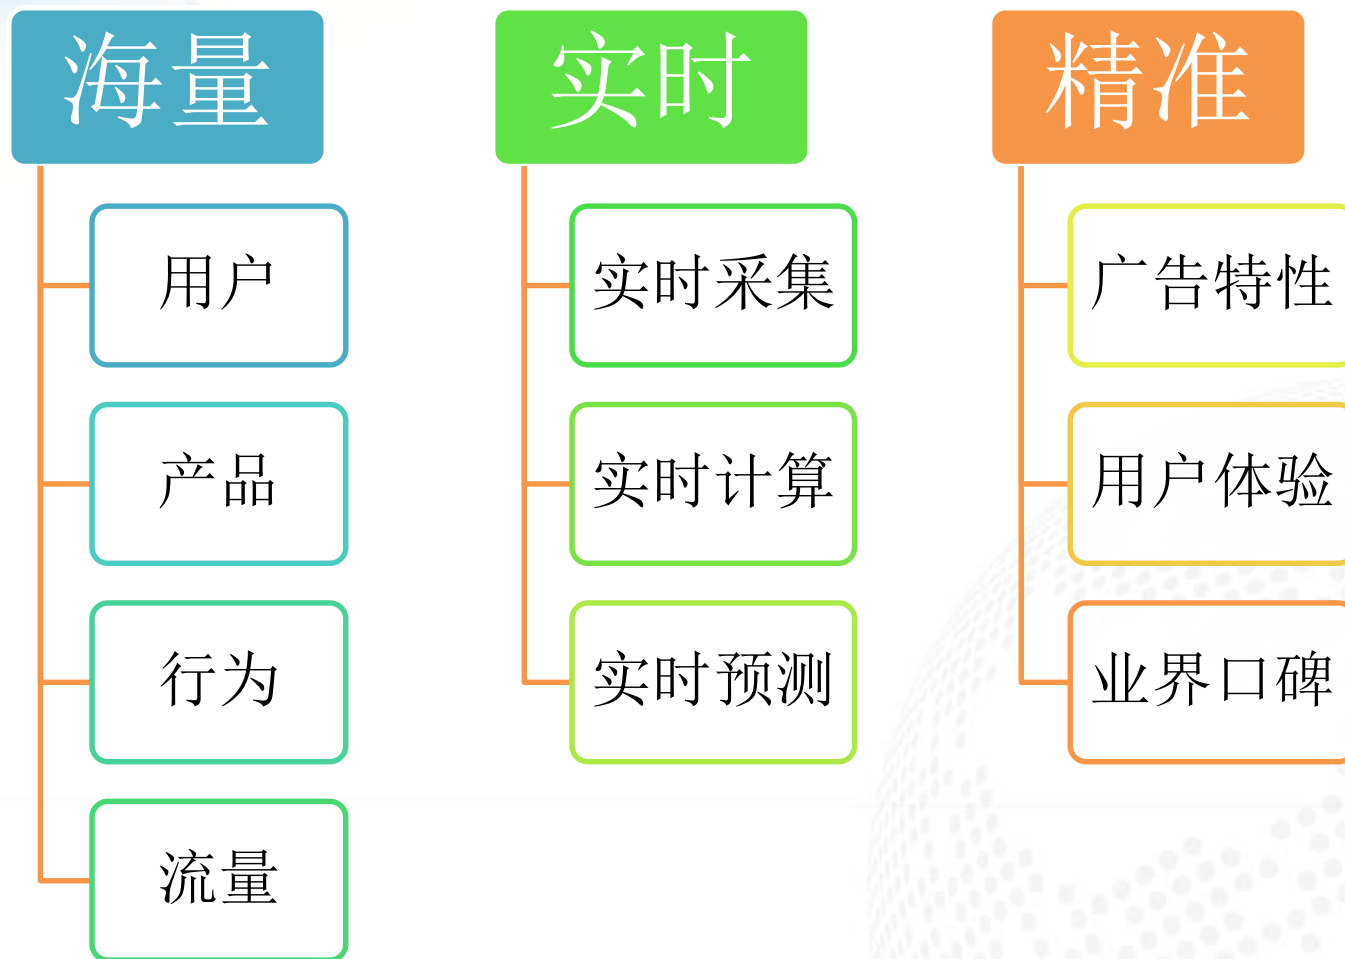 海量
用户
产品
行为
流量
实时
实时采集
实时计算
实时预测
精准
广告特性
用户体验
业界口碑